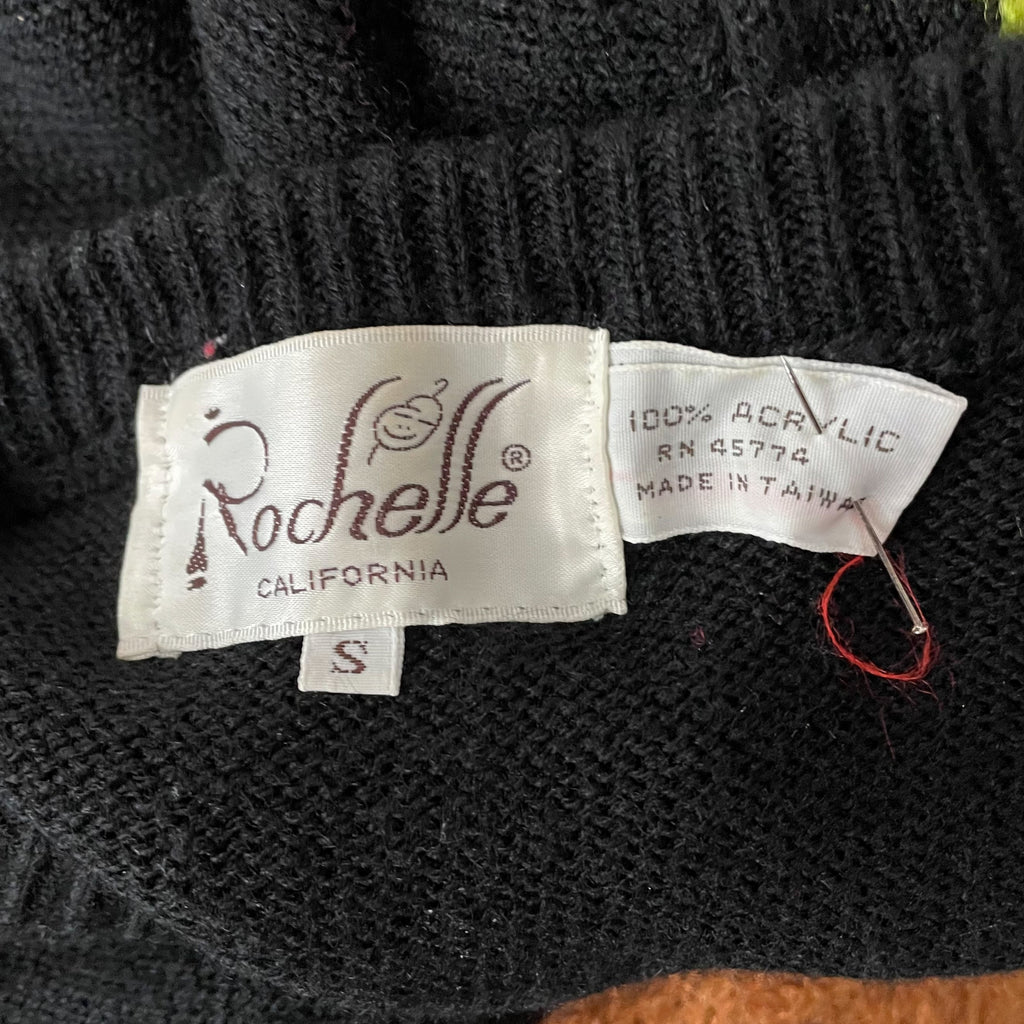 Rochelle®
CALIFORNIA
S
100% ACRYLIC
RN 45774
MADE IN TAIWAN